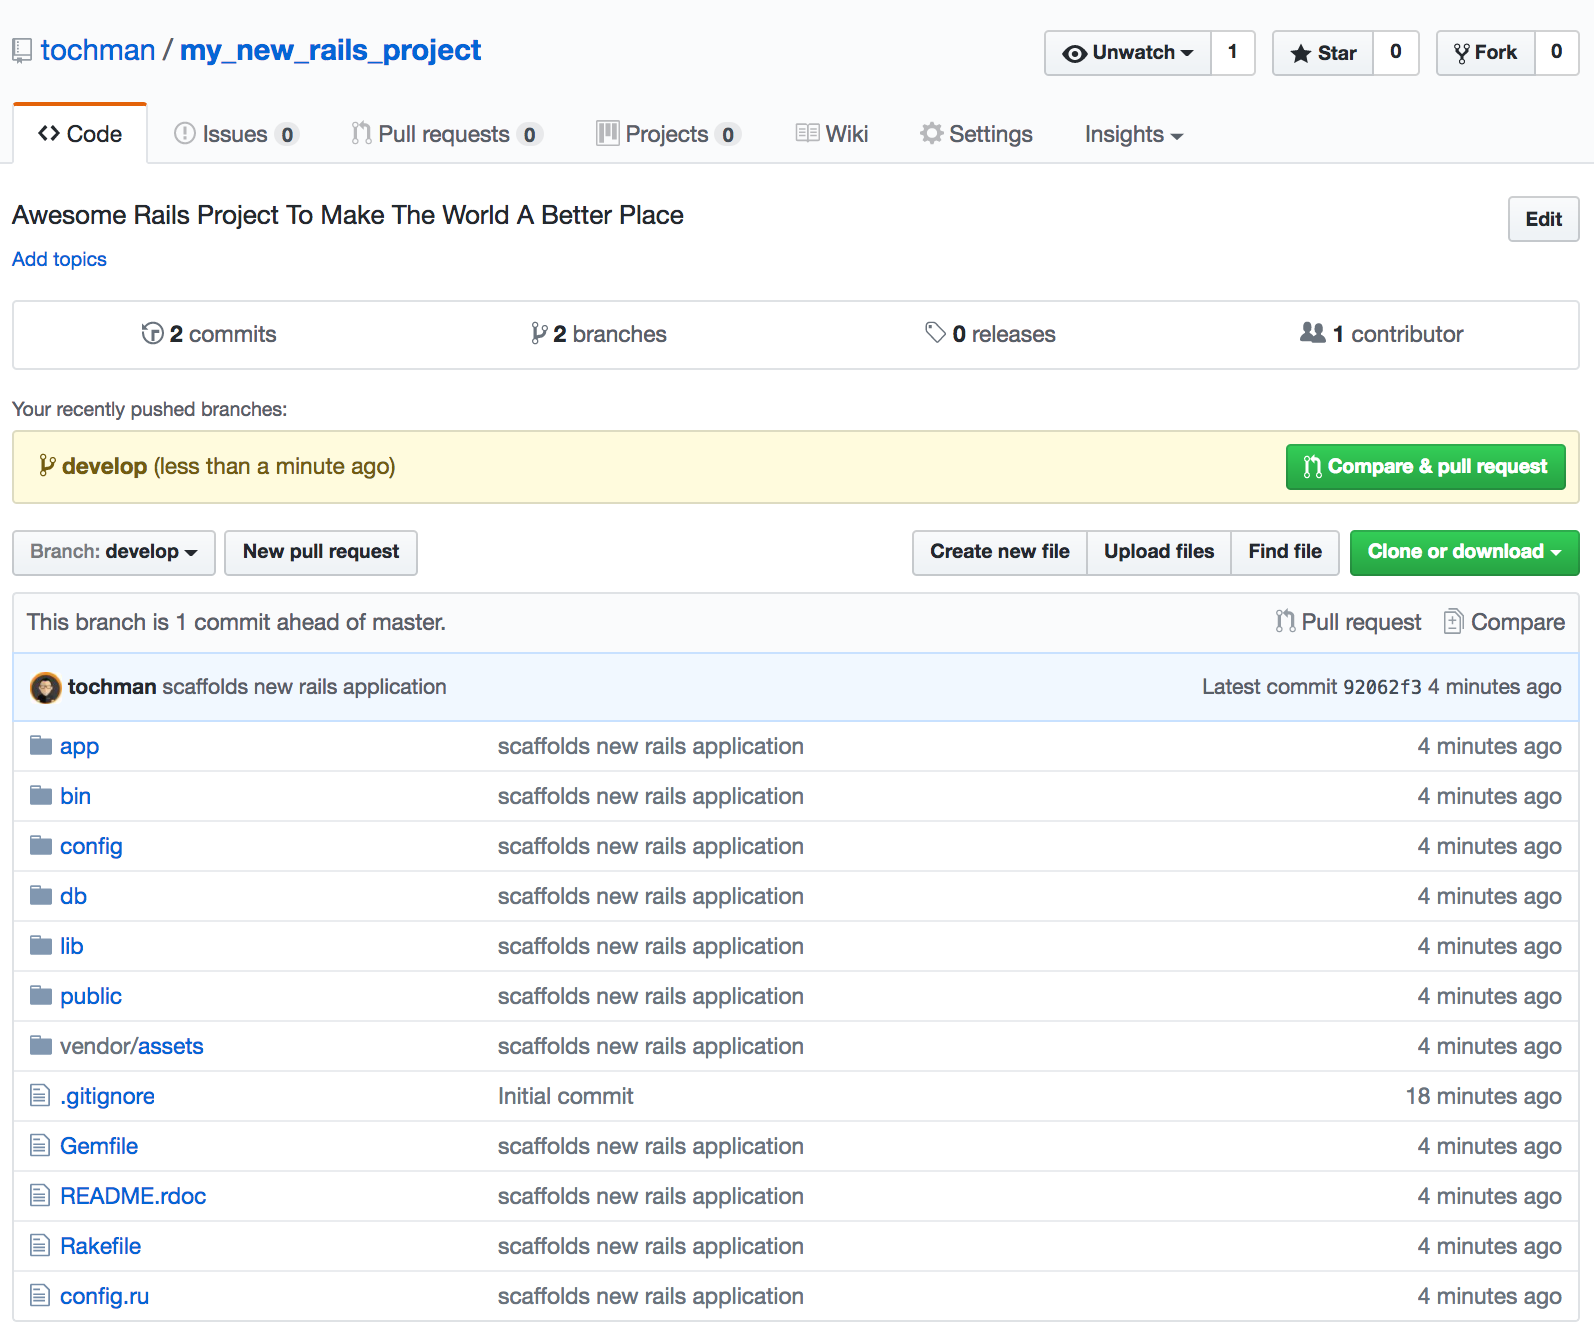 tochman / my_new_rails_project Unwatch 1 Star 0 Fork 0
Code Issues 0 Pull requests 0 Projects 0 Wiki Settings Insights
Awesome Rails Project To Make The World A Better Place Edit
Add topics
2 commits 2 branches 0 releases 1 contributor
Your recently pushed branches:
develop (less than a minute ago) Compare & pull request
Branch: develop New pull request Create new file Upload files Find file Clone or download
This branch is 1 commit ahead of master. Pull request Compare
tochman scaffolds new rails application Latest commit 92062f3 4 minutes ago
app scaffolds new rails application 4 minutes ago
bin scaffolds new rails application 4 minutes ago
config scaffolds new rails application 4 minutes ago
db scaffolds new rails application 4 minutes ago
lib scaffolds new rails application 4 minutes ago
public scaffolds new rails application 4 minutes ago
vendor/assets scaffolds new rails application 4 minutes ago
.gitignore Initial commit 18 minutes ago
Gemfile scaffolds new rails application 4 minutes ago
README.rdoc scaffolds new rails application 4 minutes ago
Rakefile scaffolds new rails application 4 minutes ago
config.ru scaffolds new rails application 4 minutes ago